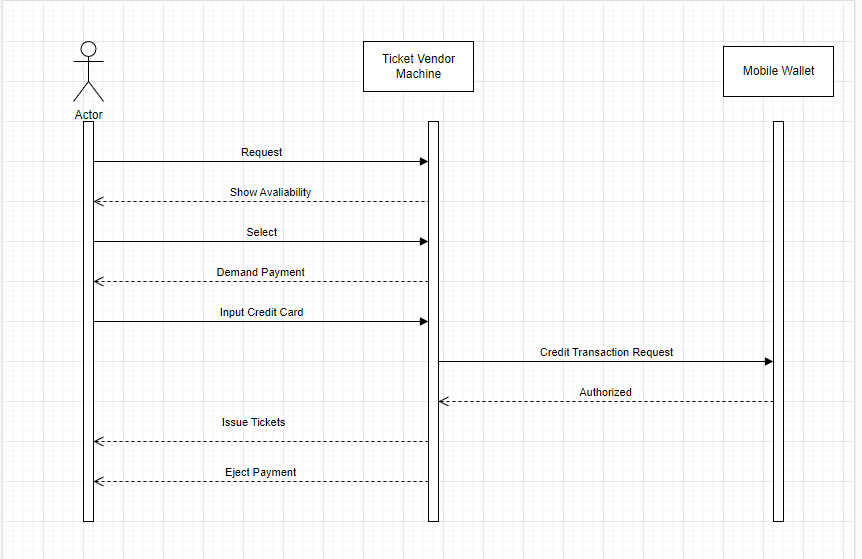 Ticket Vendor
Machine
Mobile Wallet
Actor
Request
Show Avaliability
Select
Demand Payment
Input Credit Card
Credit Transaction Request
Authorized
Issue Tickets
Eject Payment